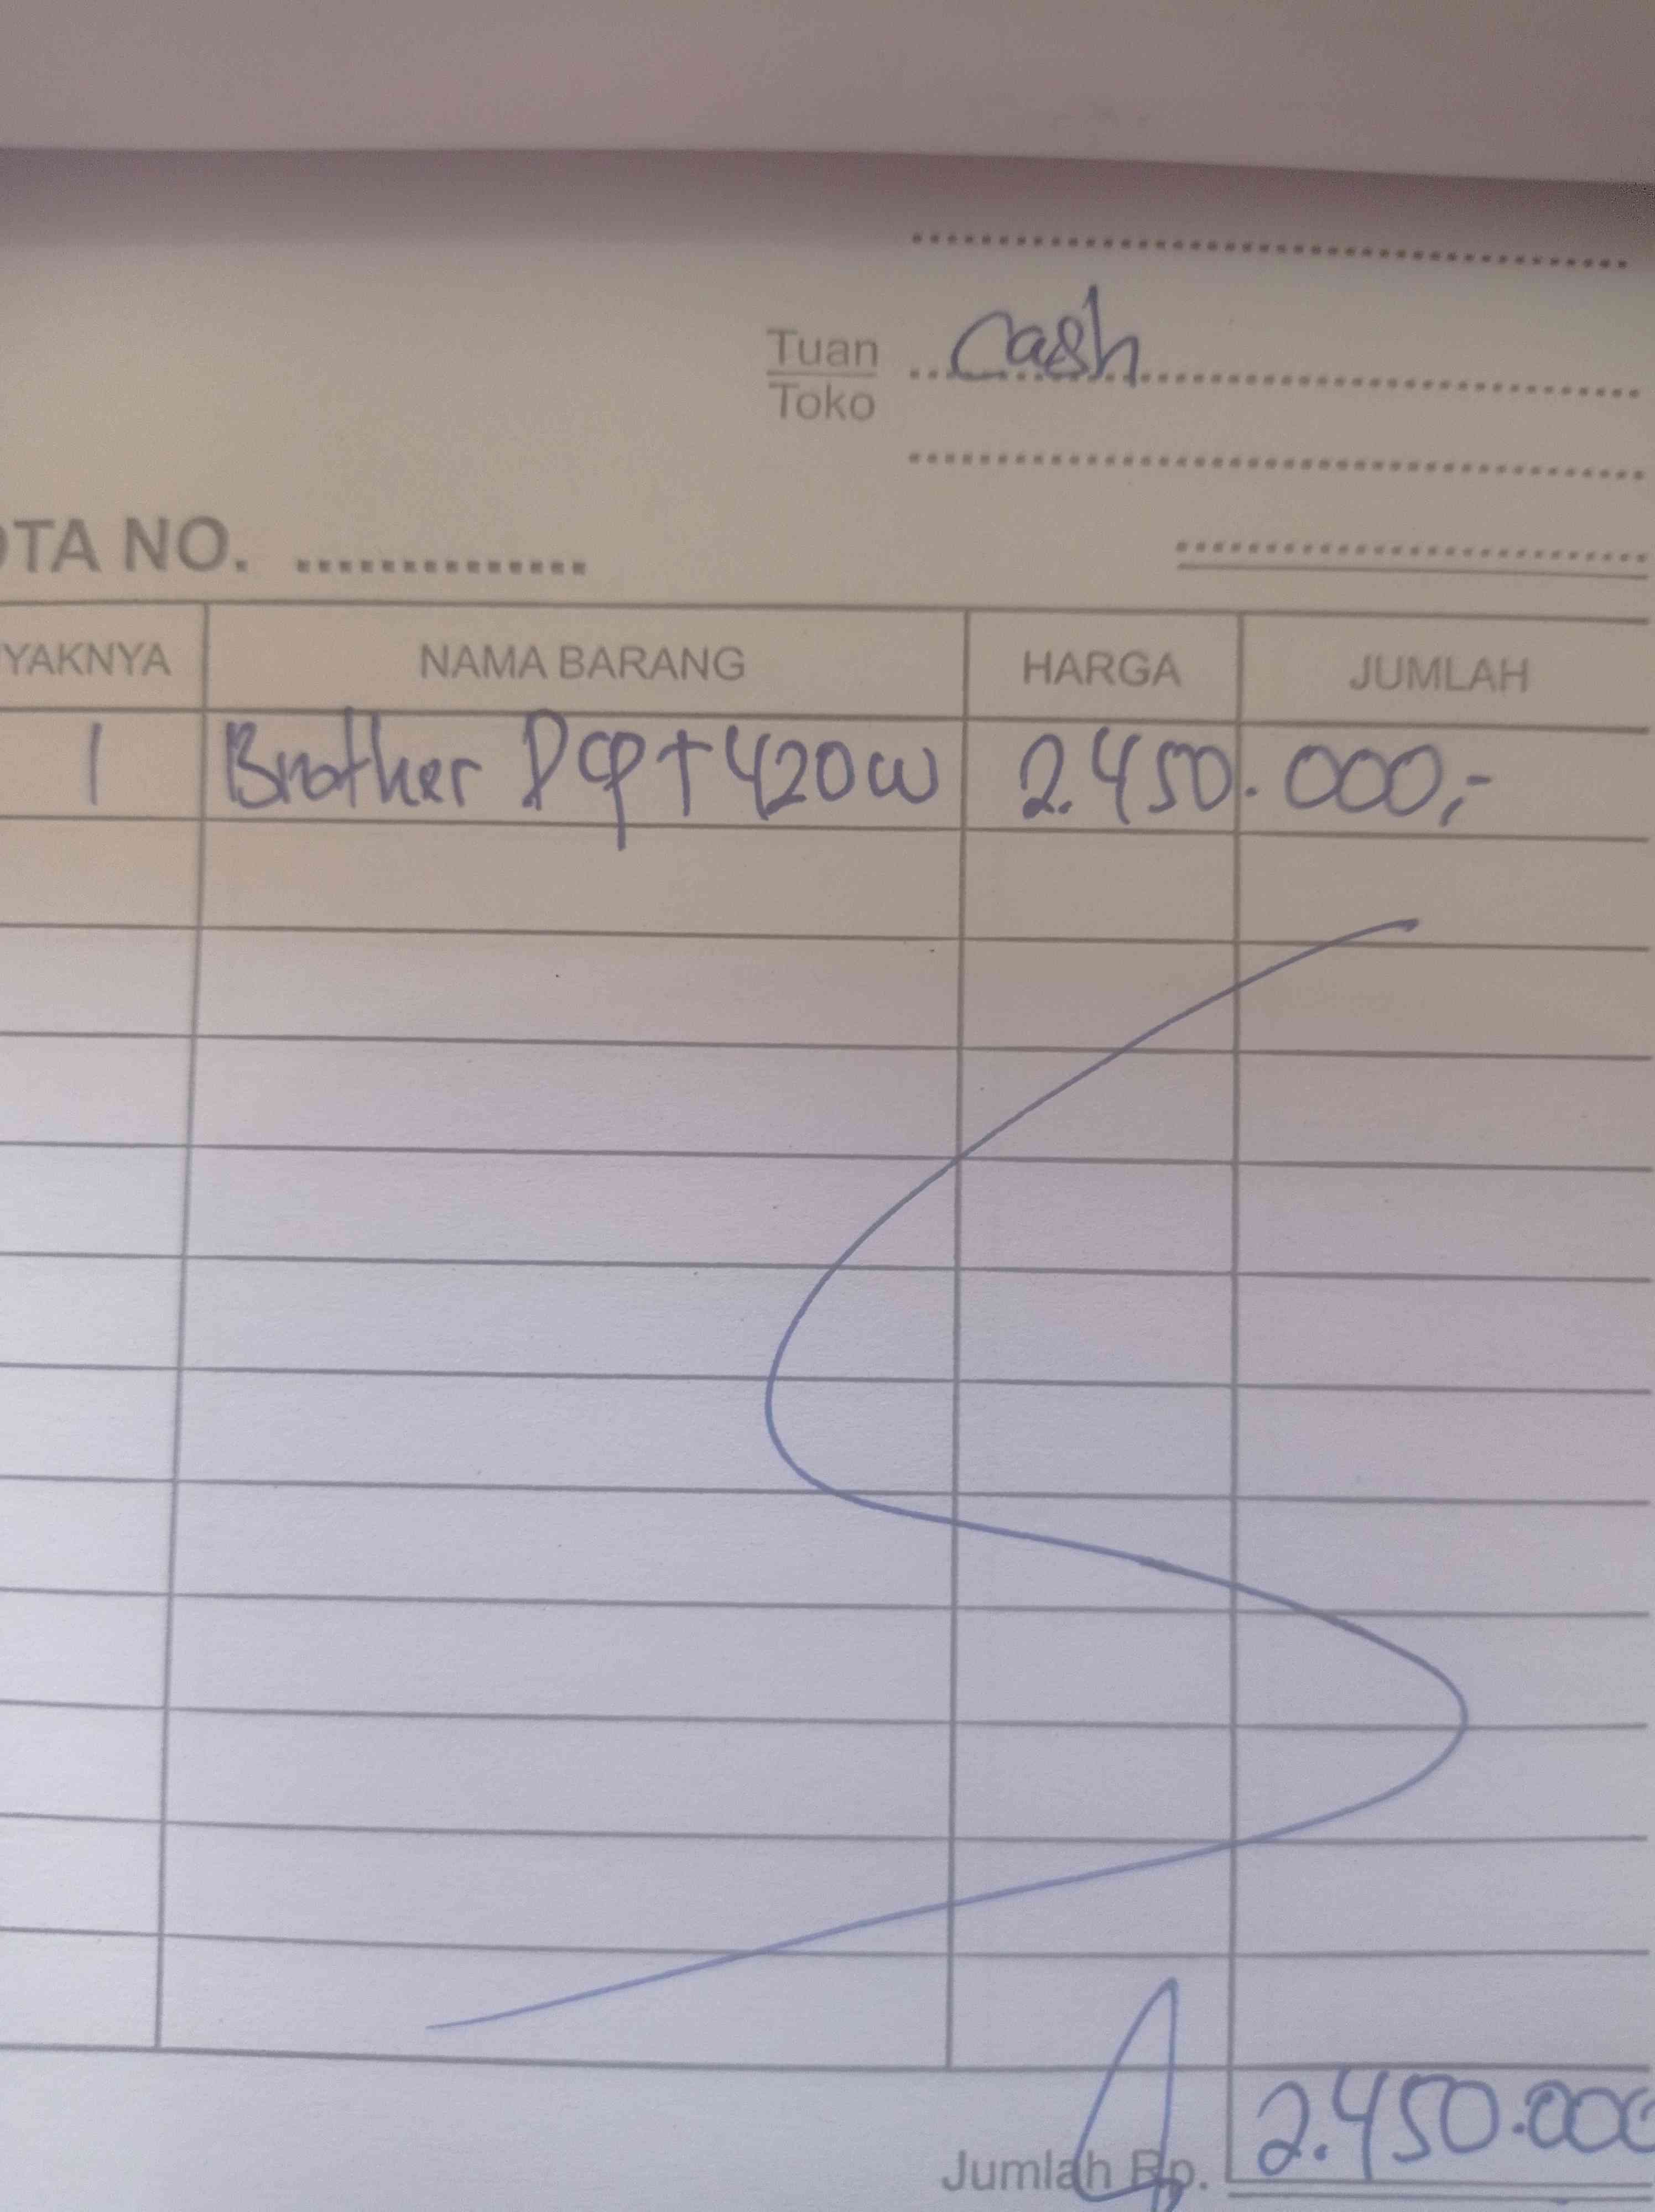 Tuan cash
Toko
OTA NO. ..............
YAKNYA NAMA BARANG HARGA JUMLAH
1 Brother DCP T420W 2.450.000,-
Jumlah Rp. 2.450.000